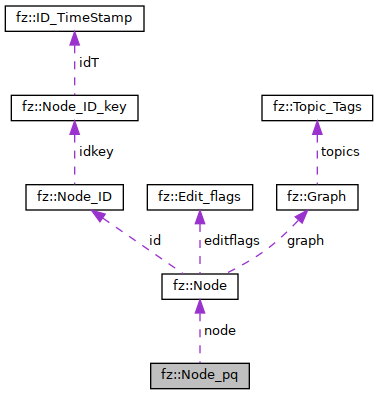 fz::ID_TimeStamp
idT
fz::Node_ID_key
fz::Topic_Tags
idkey
topics
fz::Node_ID
fz::Edit_flags
fz::Graph
id
editflags
graph
fz::Node
node
fz::Node_pq